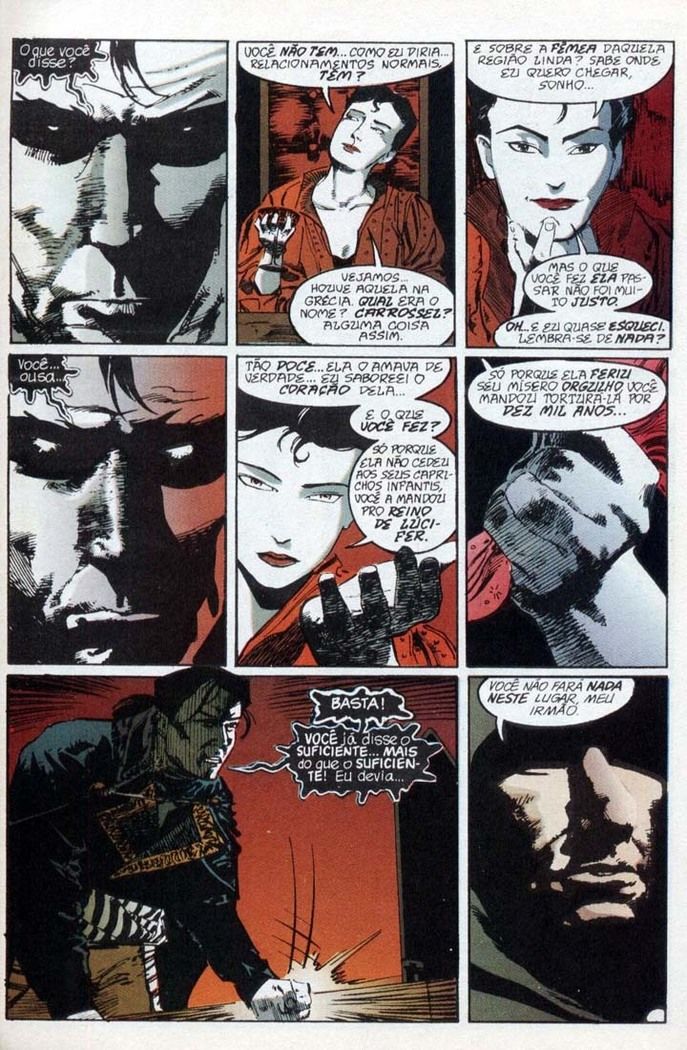 O que você
disse?
VOCÊ NÃO TEM... COMO EU DIRIA...
RELACIONAMENTOS NORMAIS,
TEM?
VEJAMOS...
HOUVE AQUELA NA
GRÉCIA. QUAL ERA O
NOME? CARROSSEL?
ALGUMA COISA
ASSIM.
E SOBRE A FÊMEA DAQUELA
REGIÃO LINDA? SABE ONDE
EU QUERO CHEGAR,
SONHO...
MAS O QUE
VOCÊ FEZ ELA PAS-
SAR NÃO FOI MUI-
TO JUSTO.
OH... E EU QUASE ESQUECI.
LEMBRA-SE DE NADA?
Você...
ousa...
TÃO DOCE... ELA O AMAVA DE
VERDADE... EU SABOREEI O
CORAÇÃO DELA...
E O QUE
VOCÊ FEZ?
SÓ PORQUE
ELA NÃO CEDEU
AOS SEUS CAPRI-
CHOS INFANTIS,
VOCÊ A MANDOU
PRO REINO
DE LÚCI-
FER.
SÓ PORQUE ELA FERIU
SEU MÍSERO ORGULHO, VOCÊ
MANDOU TORTURÁ-LA POR
DEZ MIL ANOS...
BASTA!
VOCÊ já disse o
SUFICIENTE... MAIS
do que o SUFICIEN-
TE! Eu devia...
VOCÊ NÃO FARÁ NADA
NESTE LUGAR, MEU
IRMÃO.